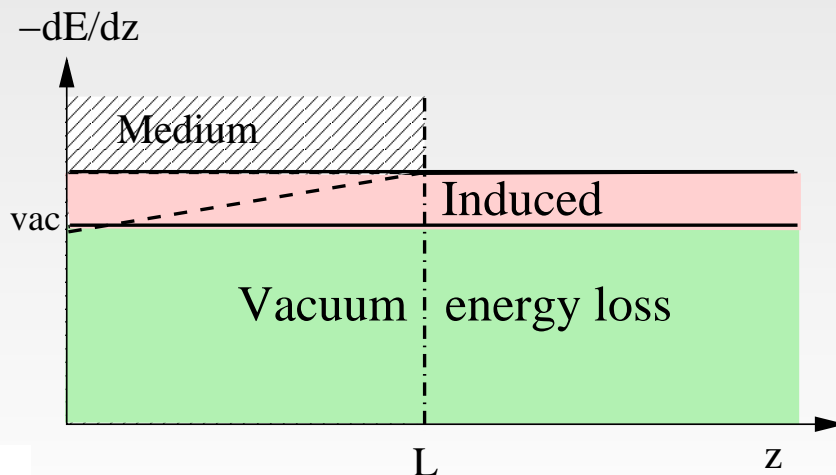 −dE/dz
Medium
Induced
vac
Vacuum energy loss
L
z